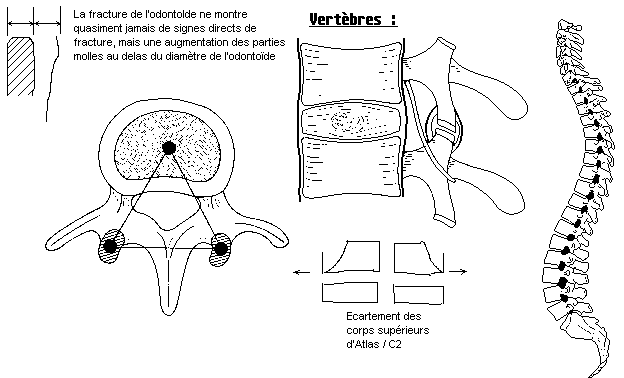 La fracture de l'odontolde ne montre
quasiment jamais de signes directs de
fracture, mais une augmentation des parties
molles au delas du diamètre de l'odontoïde
Vertèbres :
Ecartement des
corps supérieurs
d'Atlas / C2